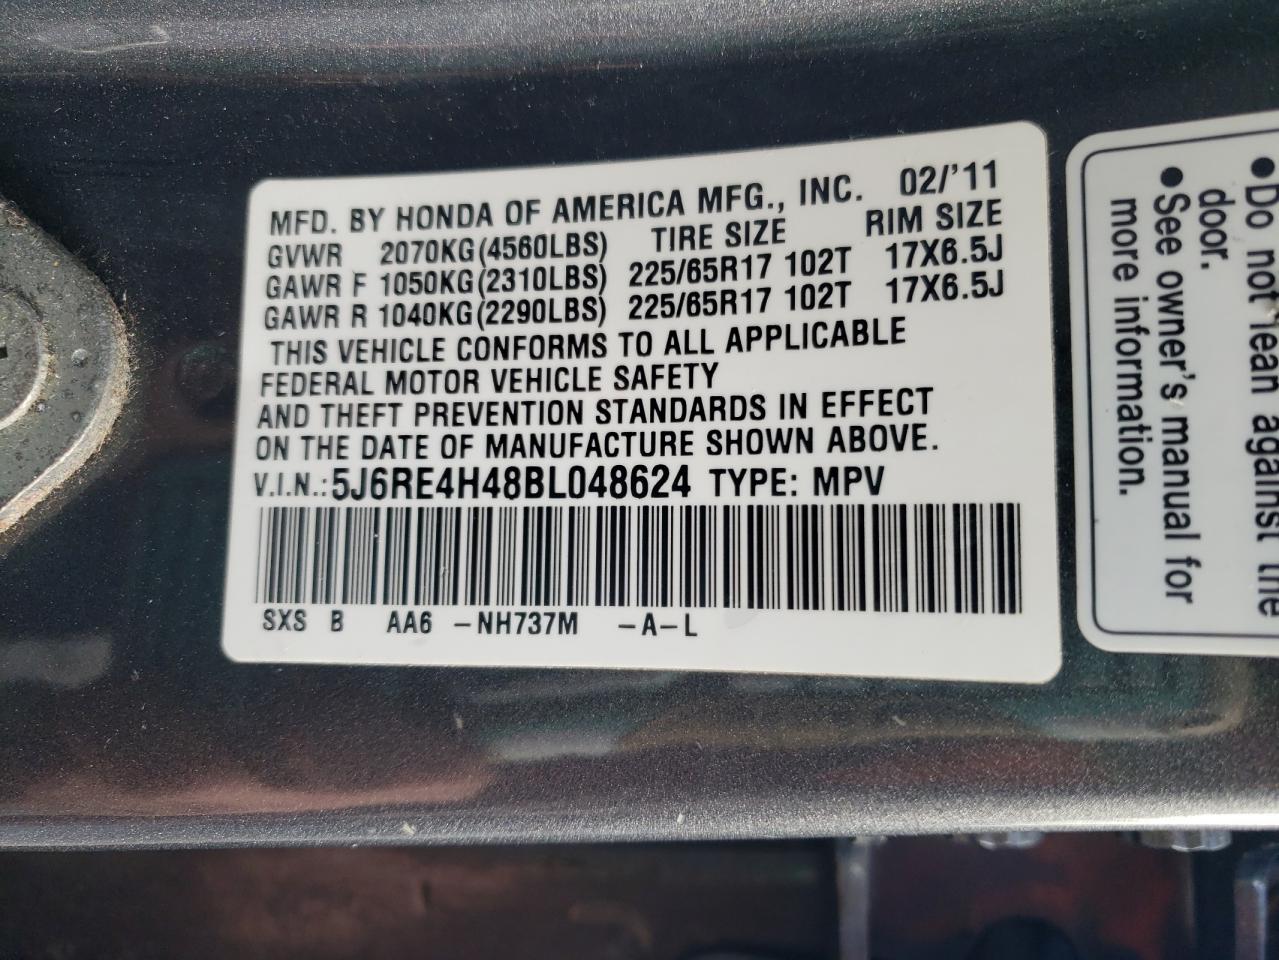 MFD. BY HONDA OF AMERICA MFG., INC. 02/'11
GVWR 2070KG(4560LBS) TIRE SIZE RIM SIZE
GAWR F 1050KG(2310LBS) 225/65R17 102T 17X6.5J
GAWR R 1040KG(2290LBS) 225/65R17 102T 17X6.5J
THIS VEHICLE CONFORMS TO ALL APPLICABLE
FEDERAL MOTOR VEHICLE SAFETY
AND THEFT PREVENTION STANDARDS IN EFFECT
ON THE DATE OF MANUFACTURE SHOWN ABOVE.
V.I.N.: 5J6RE4H48BL048624 TYPE: MPV
SXS B AA6 -NH737M -A-L
•Do not lean against the
door.
•See owner's manual for
more information.